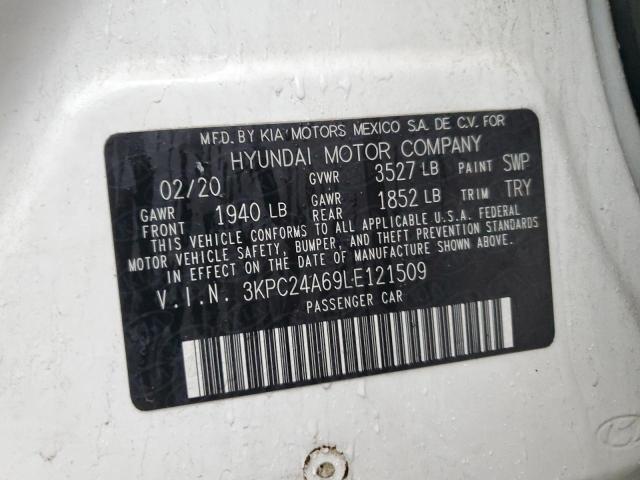 MFD. BY KIA MOTORS MEXICO S.A. DE C.V. FOR
HYUNDAI MOTOR COMPANY
02/20 GVWR 3527 LB PAINT SWP
GAWR FRONT 1940 LB GAWR REAR 1852 LB TRIM TRY
THIS VEHICLE CONFORMS TO ALL APPLICABLE U.S.A. FEDERAL
MOTOR VEHICLE SAFETY, BUMPER, AND THEFT PREVENTION STANDARDS
IN EFFECT ON THE DATE OF MANUFACTURE SHOWN ABOVE.
V.I.N. 3KPC24A69LE121509
PASSENGER CAR